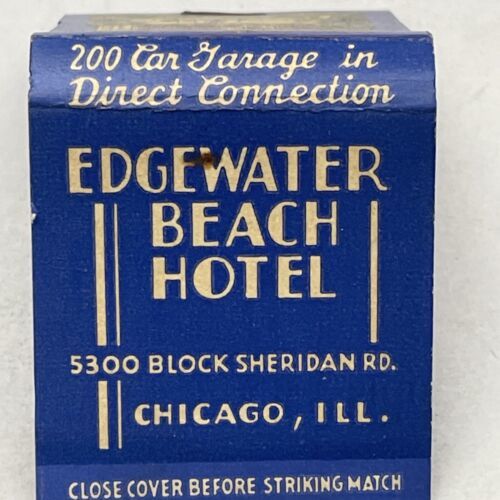 200 Car Garage in
Direct Connection
EDGEWATER
BEACH
HOTEL
5300 BLOCK SHERIDAN RD.
CHICAGO, ILL.
CLOSE COVER BEFORE STRIKING MATCH